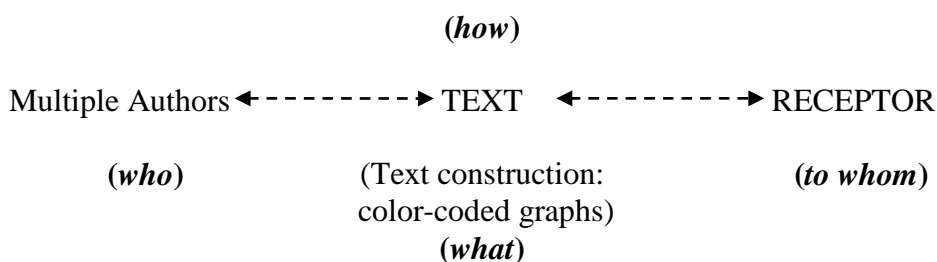 (how)
Multiple Authors TEXT RECEPTOR
(who) (Text construction: (to whom)
color-coded graphs)
(what)